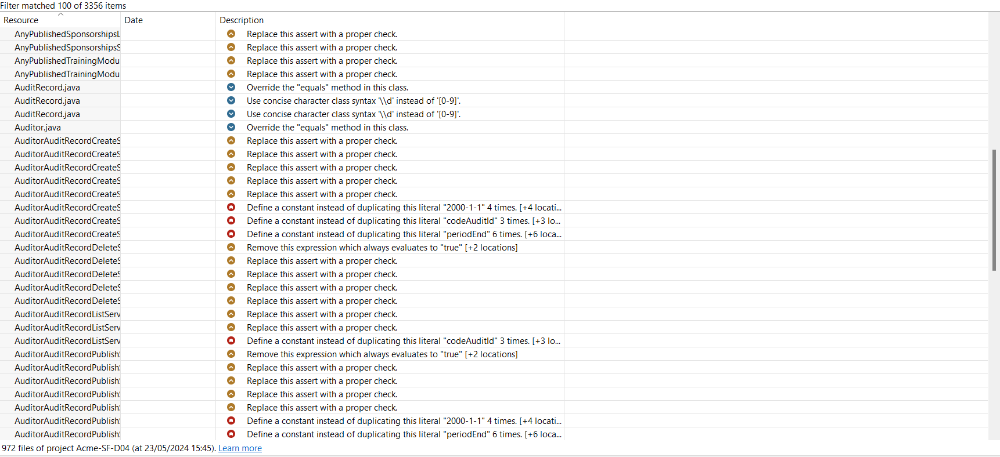 Filter matched 100 of 3356 items
Resource Date Description
AnyPublishedSponsorshipsL Replace this assert with a proper check.
AnyPublishedSponsorshipsS Replace this assert with a proper check.
AnyPublishedTrainingModu Replace this assert with a proper check.
AnyPublishedTrainingModu Replace this assert with a proper check.
AuditRecord.java Override the "equals" method in this class.
AuditRecord.java Use concise character class syntax '\\d' instead of '[0-9]'.
AuditRecord.java Use concise character class syntax '\\d' instead of '[0-9]'.
Auditor.java Override the "equals" method in this class.
AuditorAuditRecordCreateS Replace this assert with a proper check.
AuditorAuditRecordCreateS Replace this assert with a proper check.
AuditorAuditRecordCreateS Replace this assert with a proper check.
AuditorAuditRecordCreateS Replace this assert with a proper check.
AuditorAuditRecordCreateS Replace this assert with a proper check.
AuditorAuditRecordCreateS Define a constant instead of duplicating this literal "2000-1-1" 4 times. [+4 locati...
AuditorAuditRecordCreateS Define a constant instead of duplicating this literal "codeAuditId" 3 times. [+3 lo...
AuditorAuditRecordCreateS Define a constant instead of duplicating this literal "periodEnd" 6 times. [+6 loca...
AuditorAuditRecordDeleteS Remove this expression which always evaluates to "true" [+2 locations]
AuditorAuditRecordDeleteS Replace this assert with a proper check.
AuditorAuditRecordDeleteS Replace this assert with a proper check.
AuditorAuditRecordDeleteS Replace this assert with a proper check.
AuditorAuditRecordDeleteS Replace this assert with a proper check.
AuditorAuditRecordListServ Replace this assert with a proper check.
AuditorAuditRecordListServ Replace this assert with a proper check.
AuditorAuditRecordListServ Define a constant instead of duplicating this literal "codeAuditId" 3 times. [+3 lo...
AuditorAuditRecordPublishS Remove this expression which always evaluates to "true" [+2 locations]
AuditorAuditRecordPublishS Replace this assert with a proper check.
AuditorAuditRecordPublishS Replace this assert with a proper check.
AuditorAuditRecordPublishS Replace this assert with a proper check.
AuditorAuditRecordPublishS Replace this assert with a proper check.
AuditorAuditRecordPublishS Define a constant instead of duplicating this literal "2000-1-1" 4 times. [+4 locati...
AuditorAuditRecordPublishS Define a constant instead of duplicating this literal "periodEnd" 6 times. [+6 loca...
972 files of project Acme-SF-D04 (at 23/05/2024 15:45). Learn more